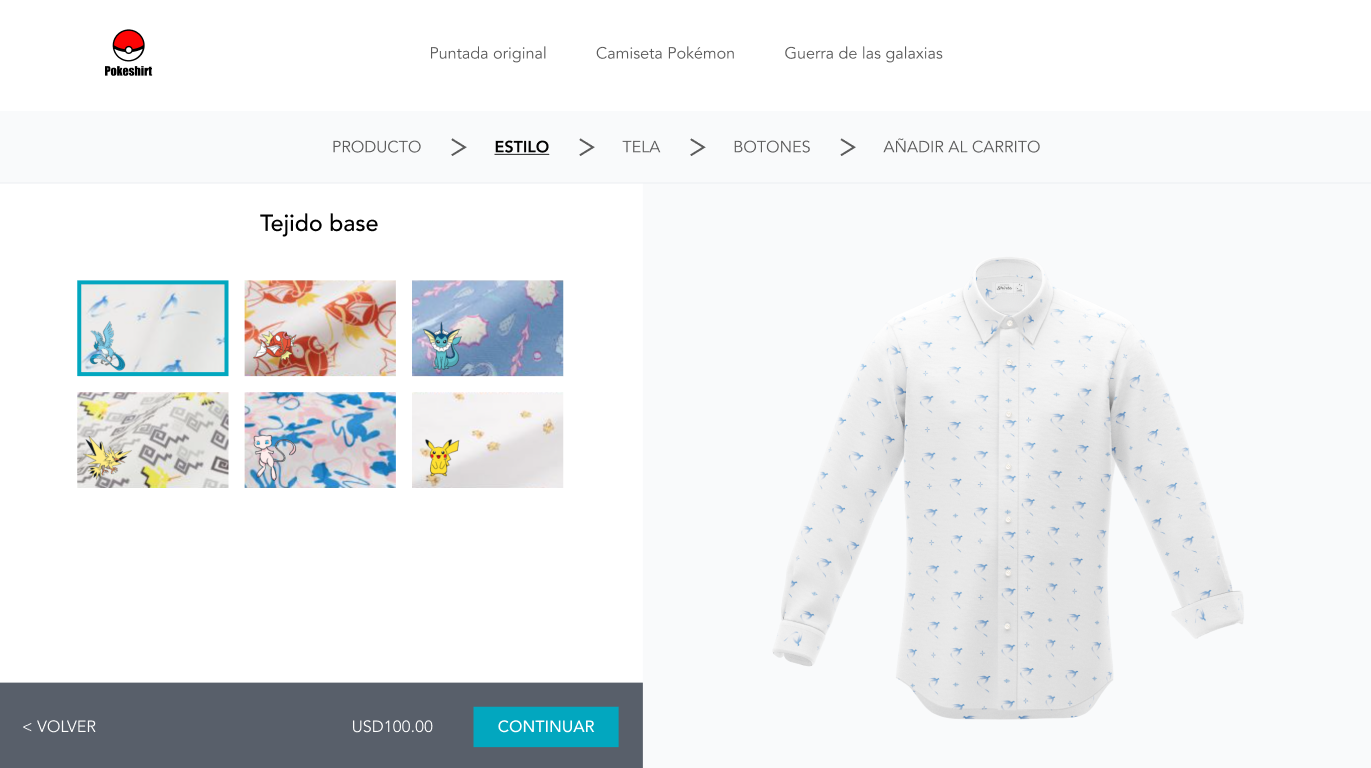 Pokeshirt
Puntada original
Camiseta Pokémon
Guerra de las galaxias
PRODUCTO > ESTILO > TELA > BOTONES > AÑADIR AL CARRITO
Tejido base
< VOLVER
USD100.00
CONTINUAR